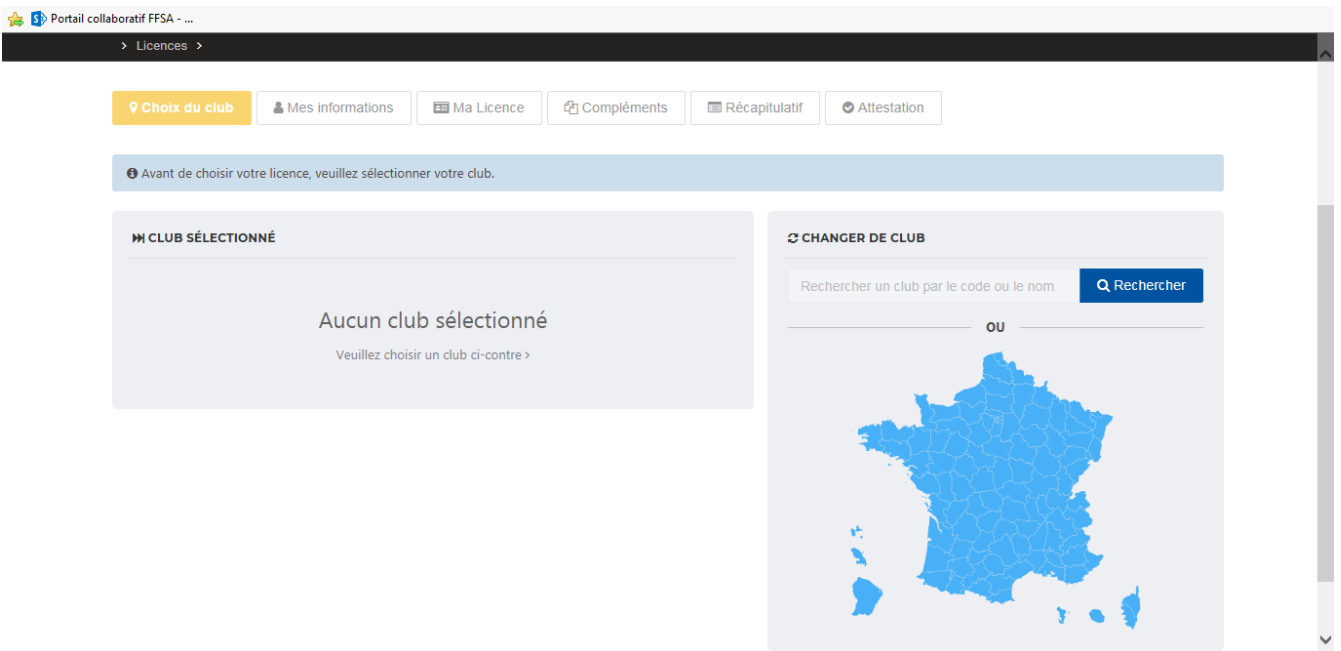 Portail collaboratif FFSA - ...
> Licences >
Choix du club
Mes informations
Ma Licence
Compléments
Récapitulatif
Attestation
Avant de choisir votre licence, veuillez sélectionner votre club.
CLUB SÉLECTIONNÉ
Aucun club sélectionné
Veuillez choisir un club ci-contre >
CHANGER DE CLUB
Rechercher un club par le code ou le nom
Rechercher
OU